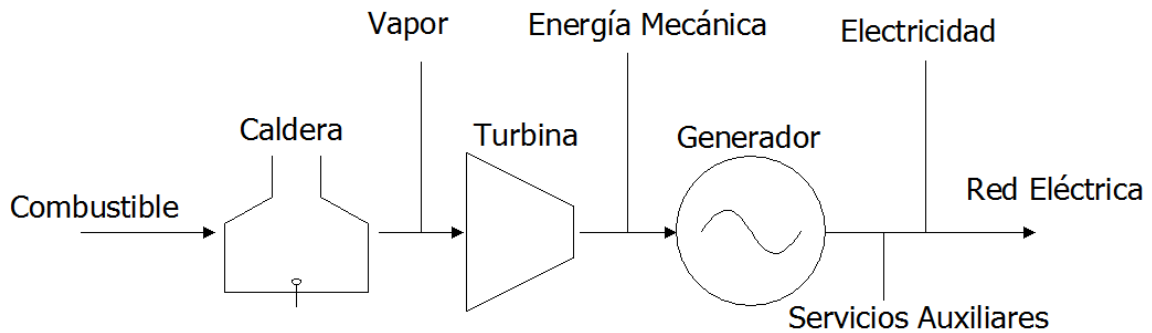 Vapor
Energía Mecánica
Electricidad
Caldera
Turbina
Generador
Combustible
Red Eléctrica
Servicios Auxiliares